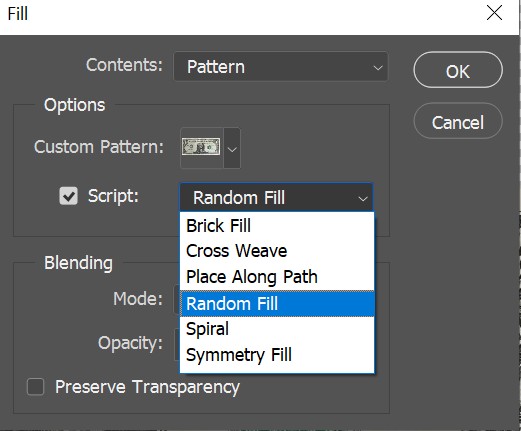 Fill
Contents: Pattern
OK
Options
Cancel
Custom Pattern:
Script: Random Fill
Brick Fill
Cross Weave
Place Along Path
Random Fill
Spiral
Symmetry Fill
Blending
Mode:
Opacity:
Preserve Transparency